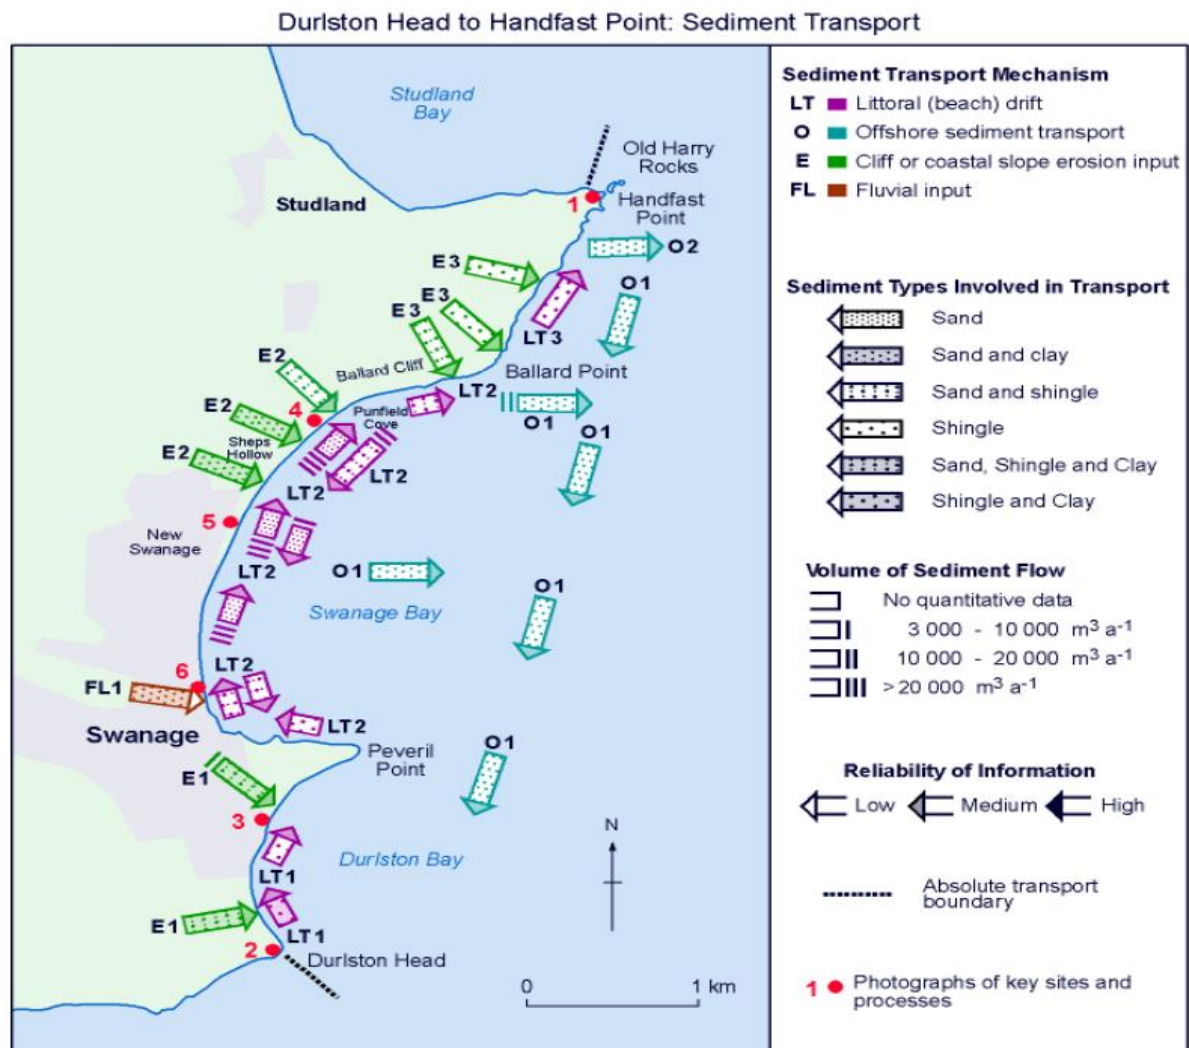 Durlston Head to Handfast Point: Sediment Transport
Studland
Bay
Old Harry
Rocks
Studland
1
Handfast
Point
E3
O2
E3
O1
E3
LT3
E2
Ballard Cliff
Ballard Point
LT2
E2
4
Punfield
Cove
O1
O1
Sheps
Hollow
E2
LT2
LT2
5
New
Swanage
LT2
O1
O1
Swanage Bay
6
LT2
FL1
LT2
Swanage
O1
Peveril
Point
E1
3
N
Durlston Bay
LT1
E1
LT1
2
Durlston Head
0
1 km
Sediment Transport Mechanism
LT Littoral (beach) drift
O Offshore sediment transport
E Cliff or coastal slope erosion input
FL Fluvial input
Sediment Types Involved in Transport
Sand
Sand and clay
Sand and shingle
Shingle
Sand, Shingle and Clay
Shingle and Clay
Volume of Sediment Flow
No quantitative data
3 000 - 10 000 m³ a⁻¹
10 000 - 20 000 m³ a⁻¹
>20 000 m³ a⁻¹
Reliability of Information
Low Medium High
Absolute transport
boundary
1 Photographs of key sites and
processes